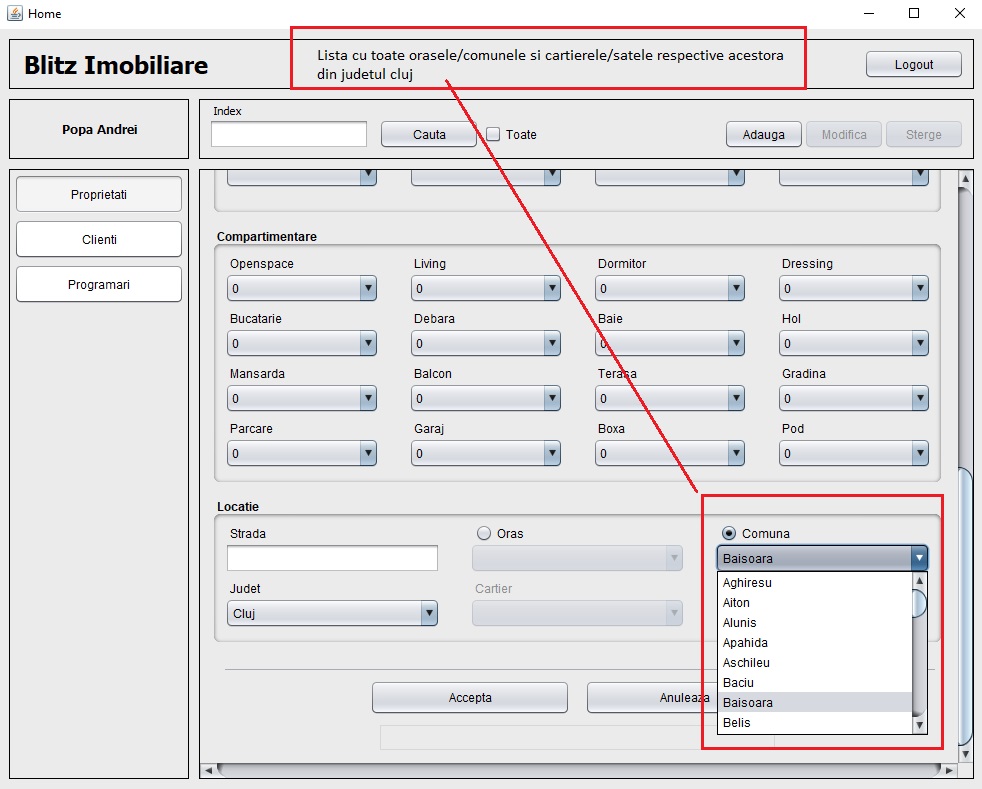 Home
Blitz Imobiliare
Lista cu toate orasele/comunele si cartierele/satele respective acestora
din judetul cluj
Logout
Popa Andrei
Index
Cauta
Toate
Adauga
Modifica
Sterge
Proprietati
Clienti
Programari
Compartimentare
Openspace
Living
Dormitor
Dressing
0
0
0
0
Bucatarie
Debara
Baie
Hol
0
0
0
0
Mansarda
Balcon
Terasa
Gradina
0
0
0
0
Parcare
Garaj
Boxa
Pod
0
0
0
0
Locatie
Strada
Oras
Comuna
Baisoara
Judet
Cartier
Cluj
Aghiresu
Aiton
Alunis
Apahida
Aschileu
Baciu
Baisoara
Belis
Accepta
Anuleaza